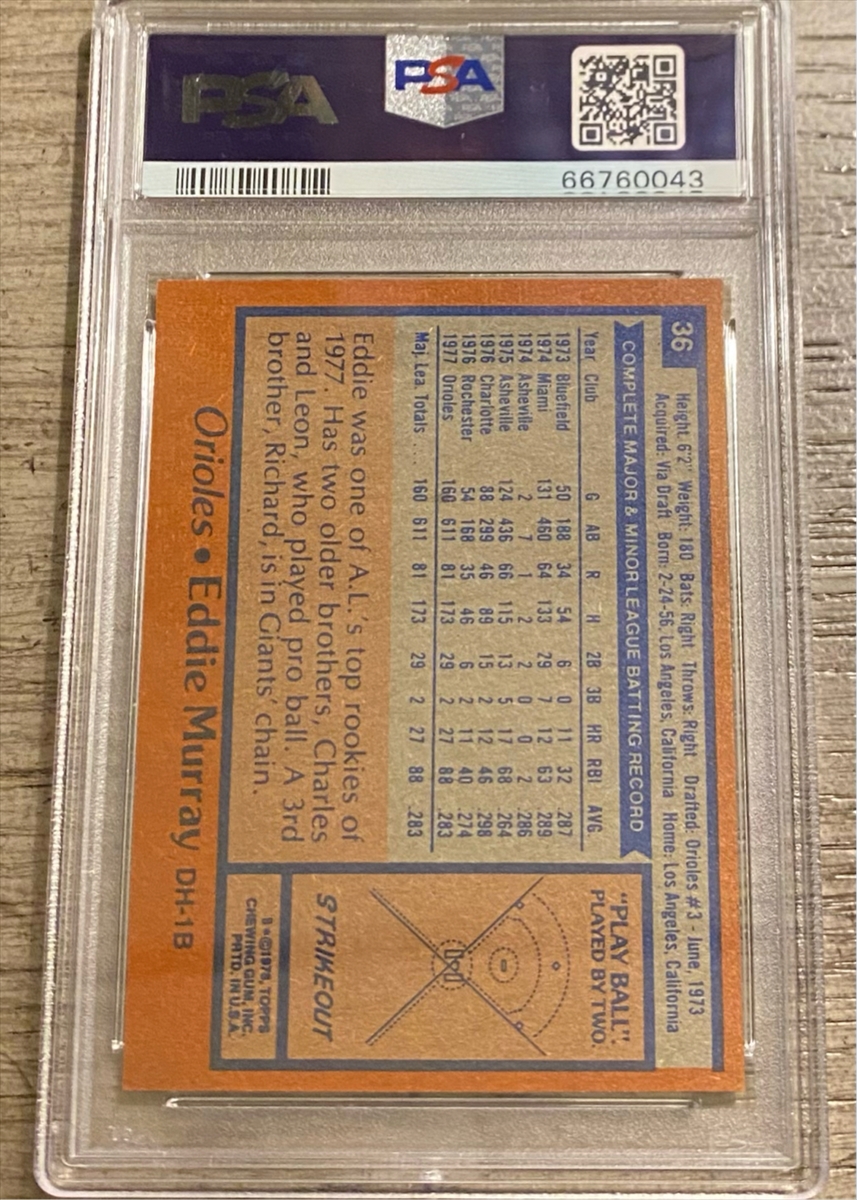 PSA
PSA
66760043
36
Height: 6'2" Weight: 180 Bats: Right Throws: Right Drafted: Orioles #3 - June, 1973
Acquired: Via Draft Born: 2-24-56, Los Angeles, California Home: Los Angeles, California
COMPLETE MAJOR & MINOR LEAGUE BATTING RECORD
Year Club G AB R H 2B 3B HR RBI AVG.
1973 Bluefield 50 188 34 54 6 0 11 32 .287
1974 Miami 131 460 64 133 29 7 12 63 .289
1974 Asheville 2 7 1 2 2 0 0 2 .286
1975 Asheville 124 436 66 115 13 5 17 68 .264
1976 Charlotte 88 299 46 89 15 2 12 46 .298
1976 Rochester 54 168 35 46 6 2 11 40 .274
1977 Orioles 160 611 81 173 29 2 27 88 .283
Maj. Lea. Totals ... 160 611 81 173 29 2 27 88 .283
Eddie was one of A.L.'s top rookies of
1977. Has two older brothers, Charles
and Leon, who played pro ball. A 3rd
brother, Richard, is in Giants' chain.
"PLAY BALL".
PLAYED BY TWO.
STRIKEOUT
©1978, TOPPS
CHEWING GUM, INC.
PRTD. IN U.S.A.
Orioles • Eddie Murray DH-1B